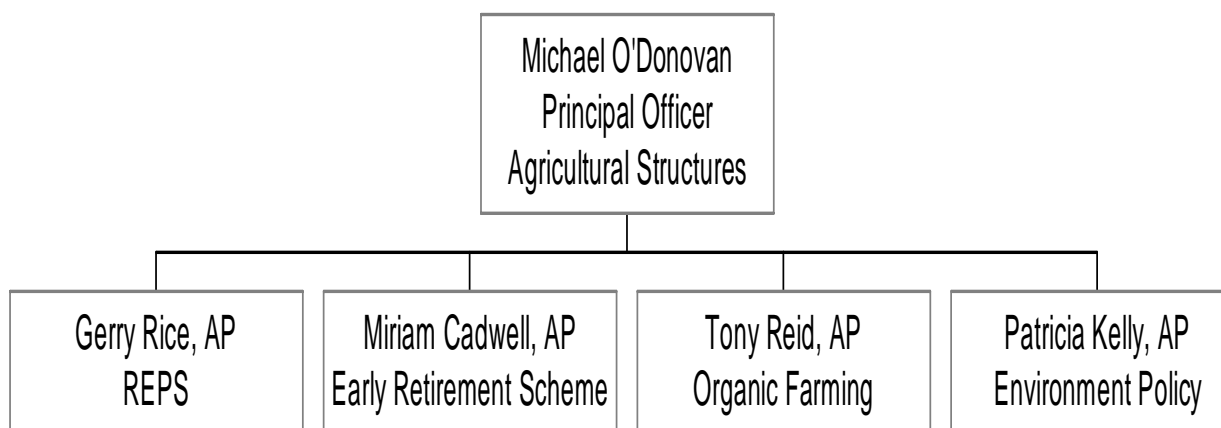 Michael O'Donovan
Principal Officer
Agricultural Structures
Gerry Rice, AP
REPS
Miriam Cadwell, AP
Early Retirement Scheme
Tony Reid, AP
Organic Farming
Patricia Kelly, AP
Environment Policy